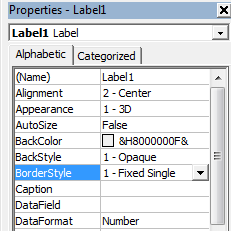 Properties - Label1
Label1 Label
Alphabetic Categorized
(Name) Label1
Alignment 2 - Center
Appearance 1 - 3D
AutoSize False
BackColor &H8000000F&
BackStyle 1 - Opaque
BorderStyle 1 - Fixed Single
Caption
DataField
DataFormat Number